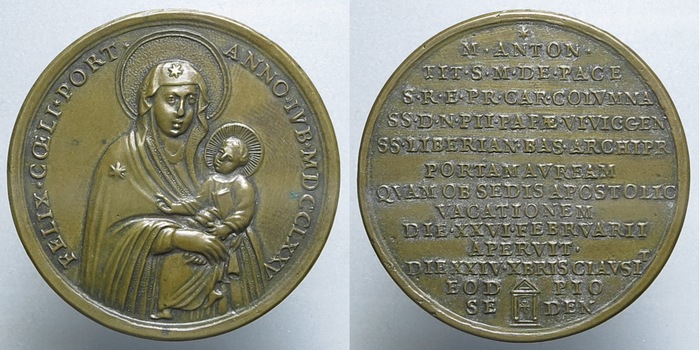 FELIX·CŒLI·PORT·ANNO·IVB·MDCCLXXV
M·ANTON·
TIT·S·M·DE·PACE
S·R·E·PR·CAR·COLVMNA
SS·D·N·PII·PAPÆ·VI·VICGEN
SS·LIBERIAN·BAS·ARCHIPR
PORTAM AVREAM
QVAM OB SEDIS APOSTOLIC
VACATIONEM
DIE XXVI FEBRVARII
APERVIT·
DIE XXIV XBRIS CLAVSIT
EOD PIO
SE DEN